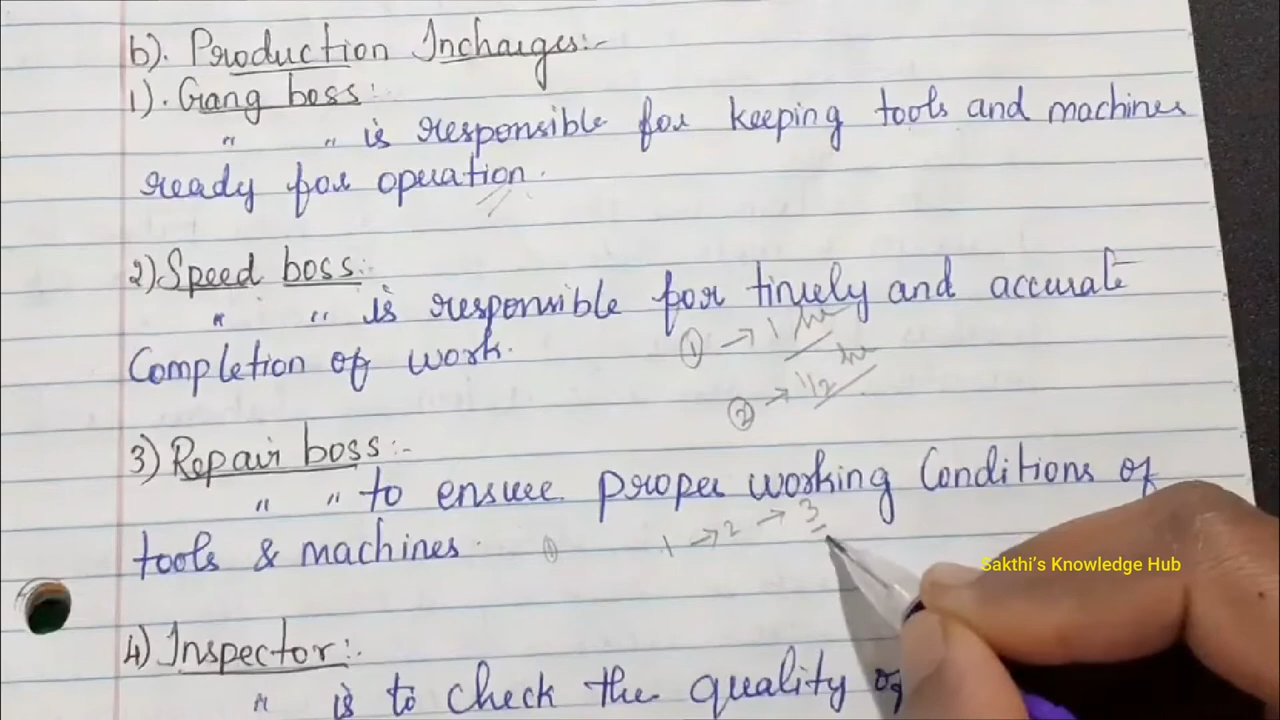 b). Production Incharges:-
1). Gang boss:
" " is responsible for keeping tools and machines
ready for operation.
2) Speed boss:
" " is responsible for timely and accurate
Completion of work.
① → 1 hr
② → 1/2 hr
3) Repair boss:-
" " to ensure proper working Conditions of
tools & machines.
1 → 2 → 3
Sakthi's Knowledge Hub
4) Inspector:-
" is to check the quality of